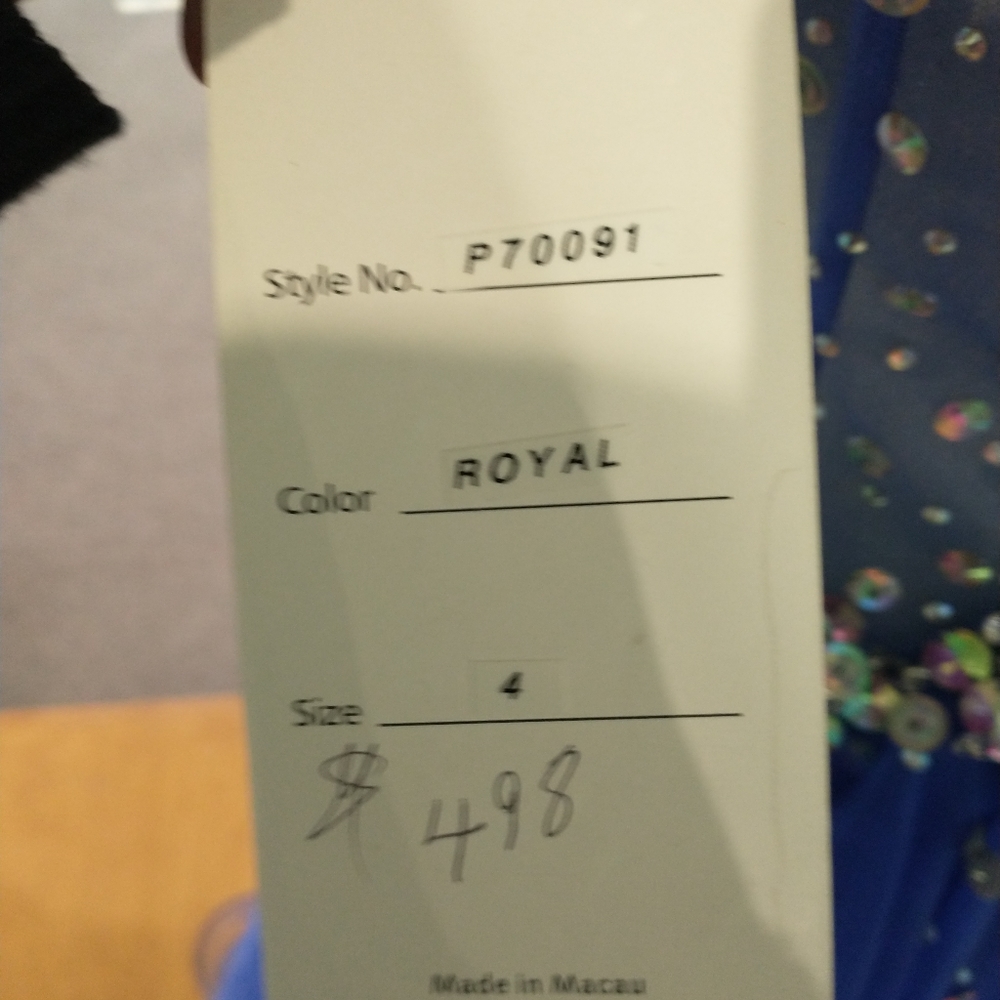 Style No. P70091
Color ROYAL
Size 4
$ 498
Made in Macau